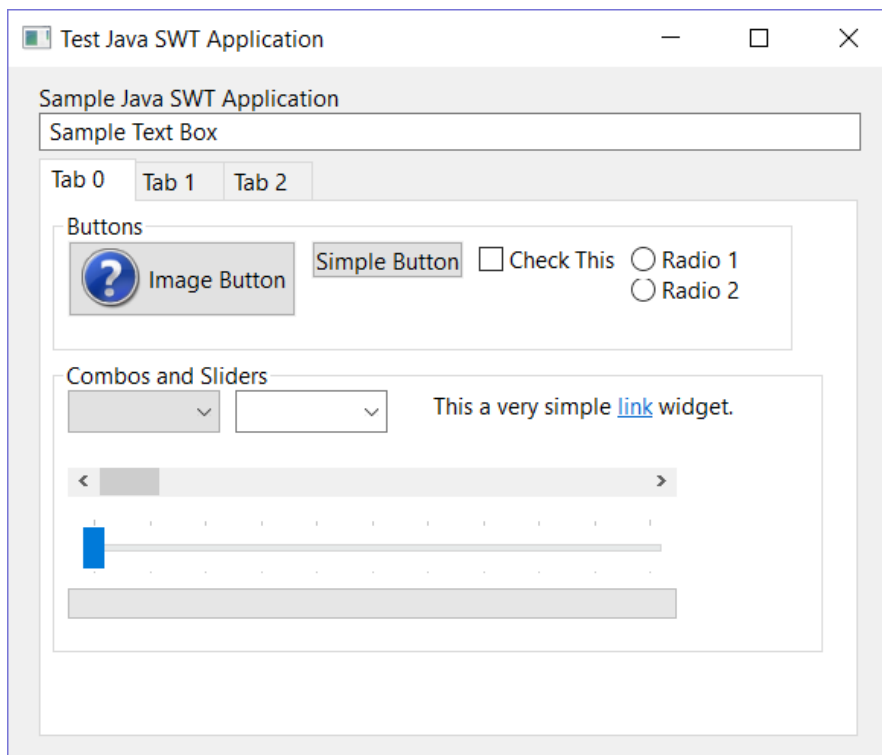 Test Java SWT Application
Sample Java SWT Application
Sample Text Box
Tab 0 Tab 1 Tab 2
Buttons
? Image Button Simple Button Check This Radio 1
Radio 2
Combos and Sliders
This a very simple link widget.